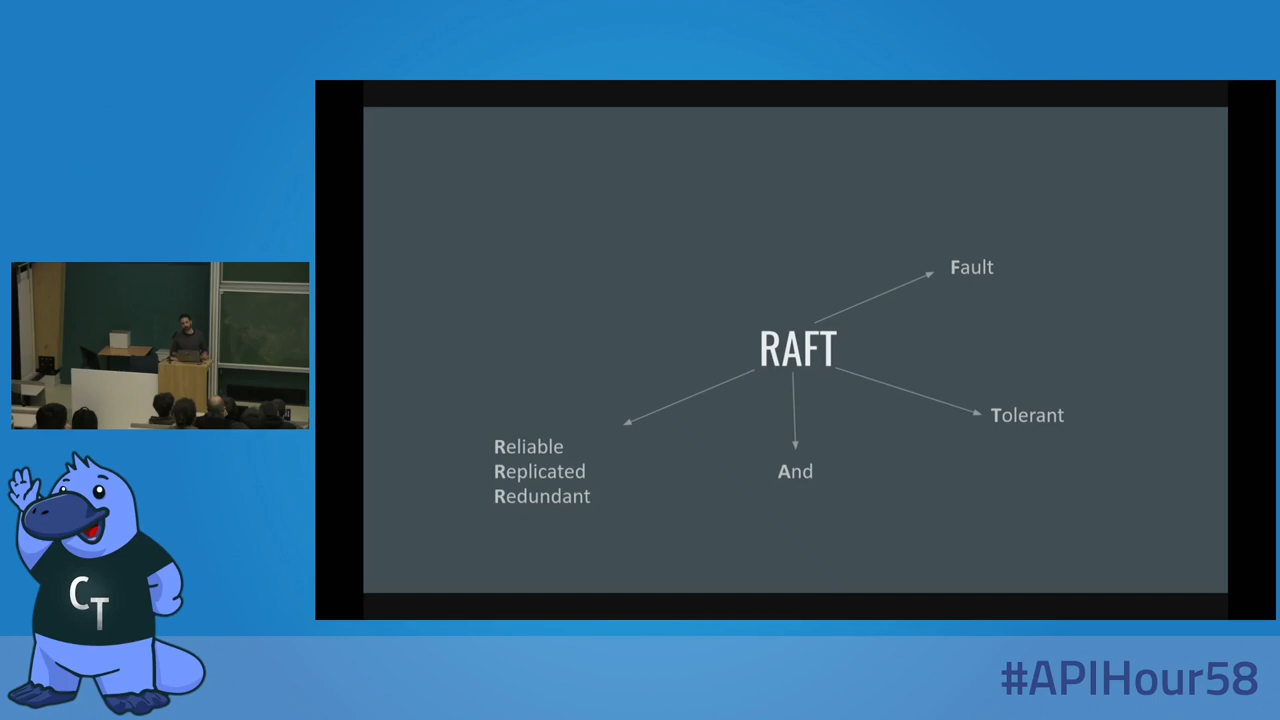 Fault
RAFT
Tolerant
Reliable
Replicated
Redundant
And
CT
#APIHour58